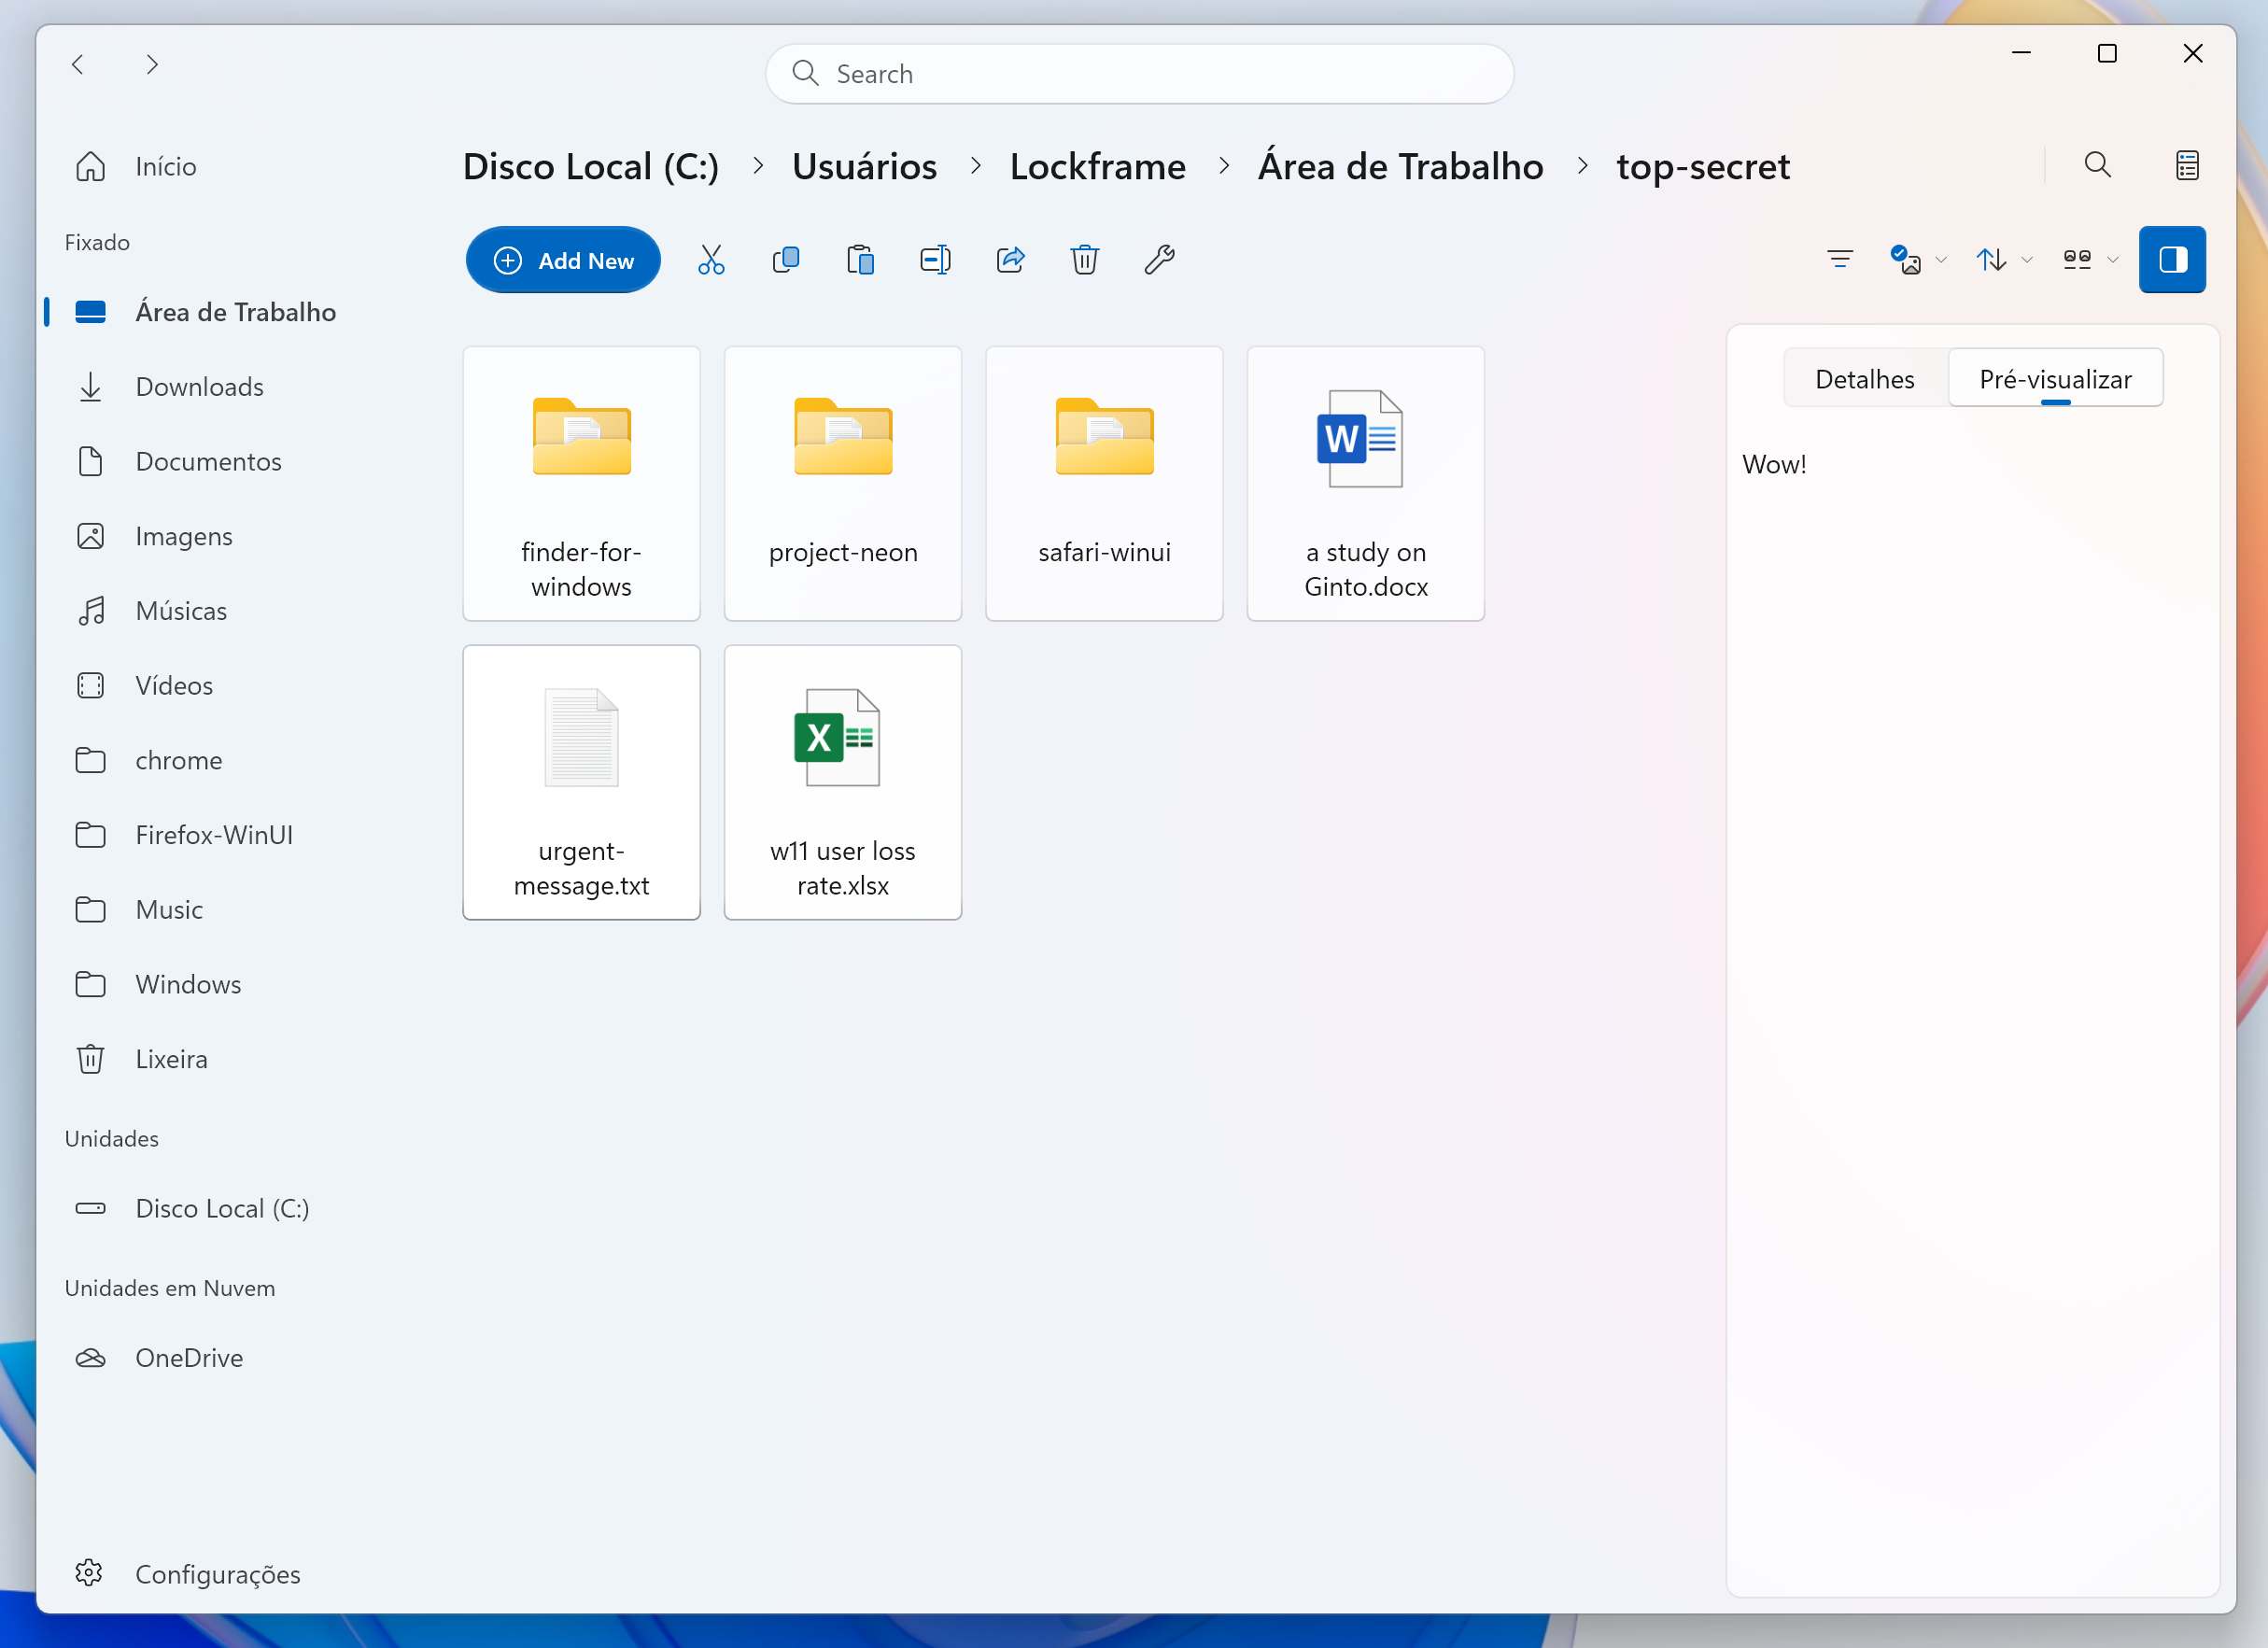 Search
Início
Fixado
Área de Trabalho
Downloads
Documentos
Imagens
Músicas
Vídeos
chrome
Firefox-WinUI
Music
Windows
Lixeira
Unidades
Disco Local (C:)
Unidades em Nuvem
OneDrive
Configurações
Disco Local (C:) > Usuários > Lockframe > Área de Trabalho > top-secret
Add New
finder-for-
windows
project-neon
safari-winui
W
a study on
Ginto.docx
urgent-
message.txt
X
w11 user loss
rate.xlsx
Detalhes
Pré-visualizar
Wow!